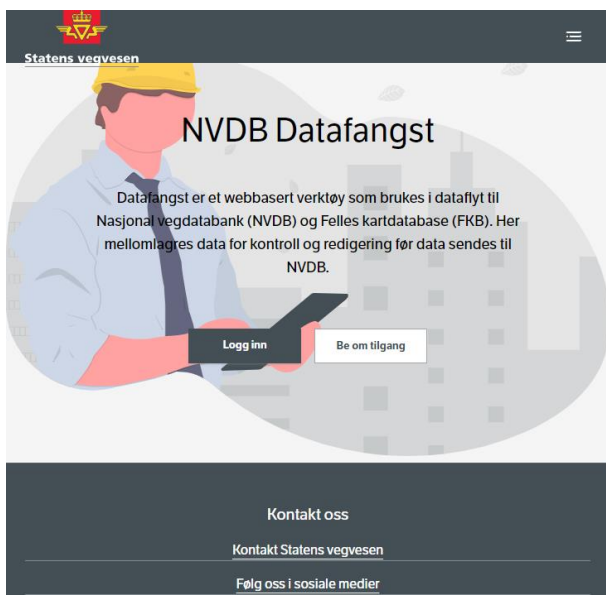 Statens vegvesen
NVDB Datafangst
Datafangst er et webbasert verktøy som brukes i dataflyt til
Nasjonal vegdatabank (NVDB) og Felles kartdatabase (FKB). Her
mellomlagres data for kontroll og redigering før data sendes til
NVDB.
Logg inn
Be om tilgang
Kontakt oss
Kontakt Statens vegvesen
Følg oss i sosiale medier